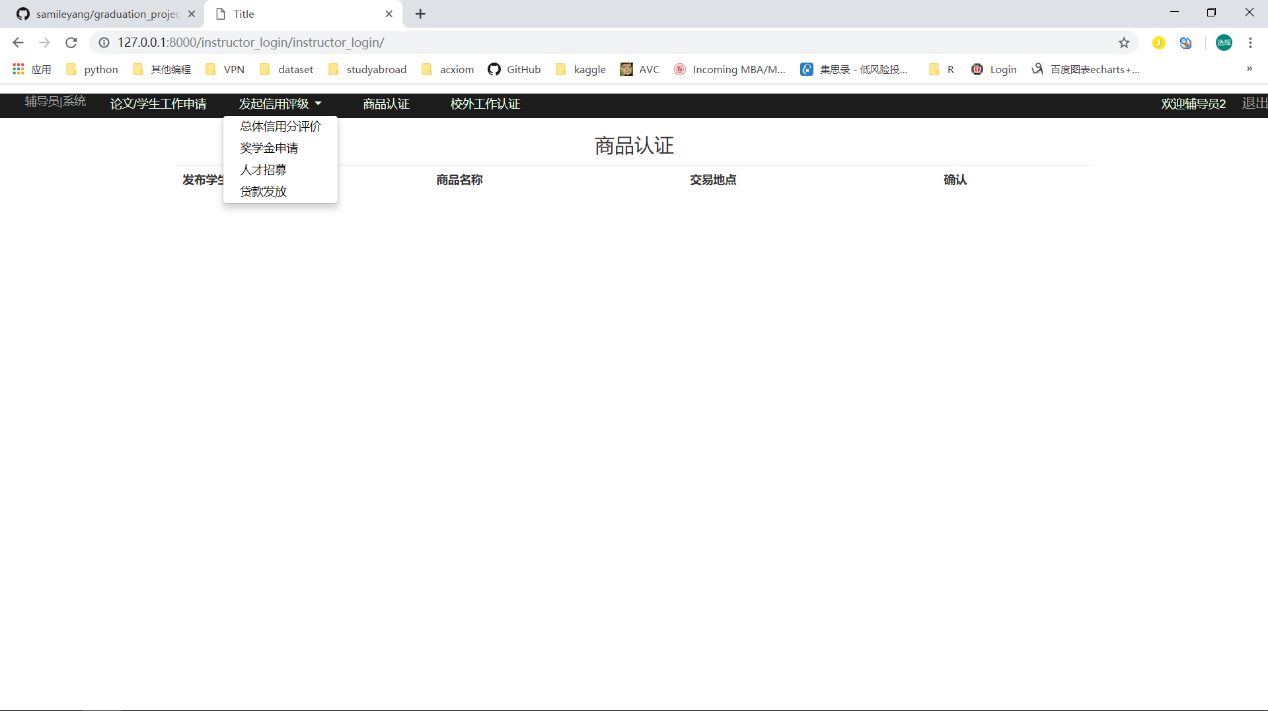 samileyang/graduation_projec
Title
127.0.0.1:8000/instructor_login/instructor_login/
应用 python 其他编程 VPN dataset studyabroad acxiom GitHub kaggle AVC Incoming MBA/M... 集思录 - 低风险投... R Login 百度图表echarts+... »
辅导员|系统 论文/学生工作申请 发起信用评级 商品认证 校外工作认证 欢迎!辅导员2 退出
总体信用分评价
奖学金申请
人才招募
贷款发放
商品认证
发布学生 商品名称 交易地点 确认